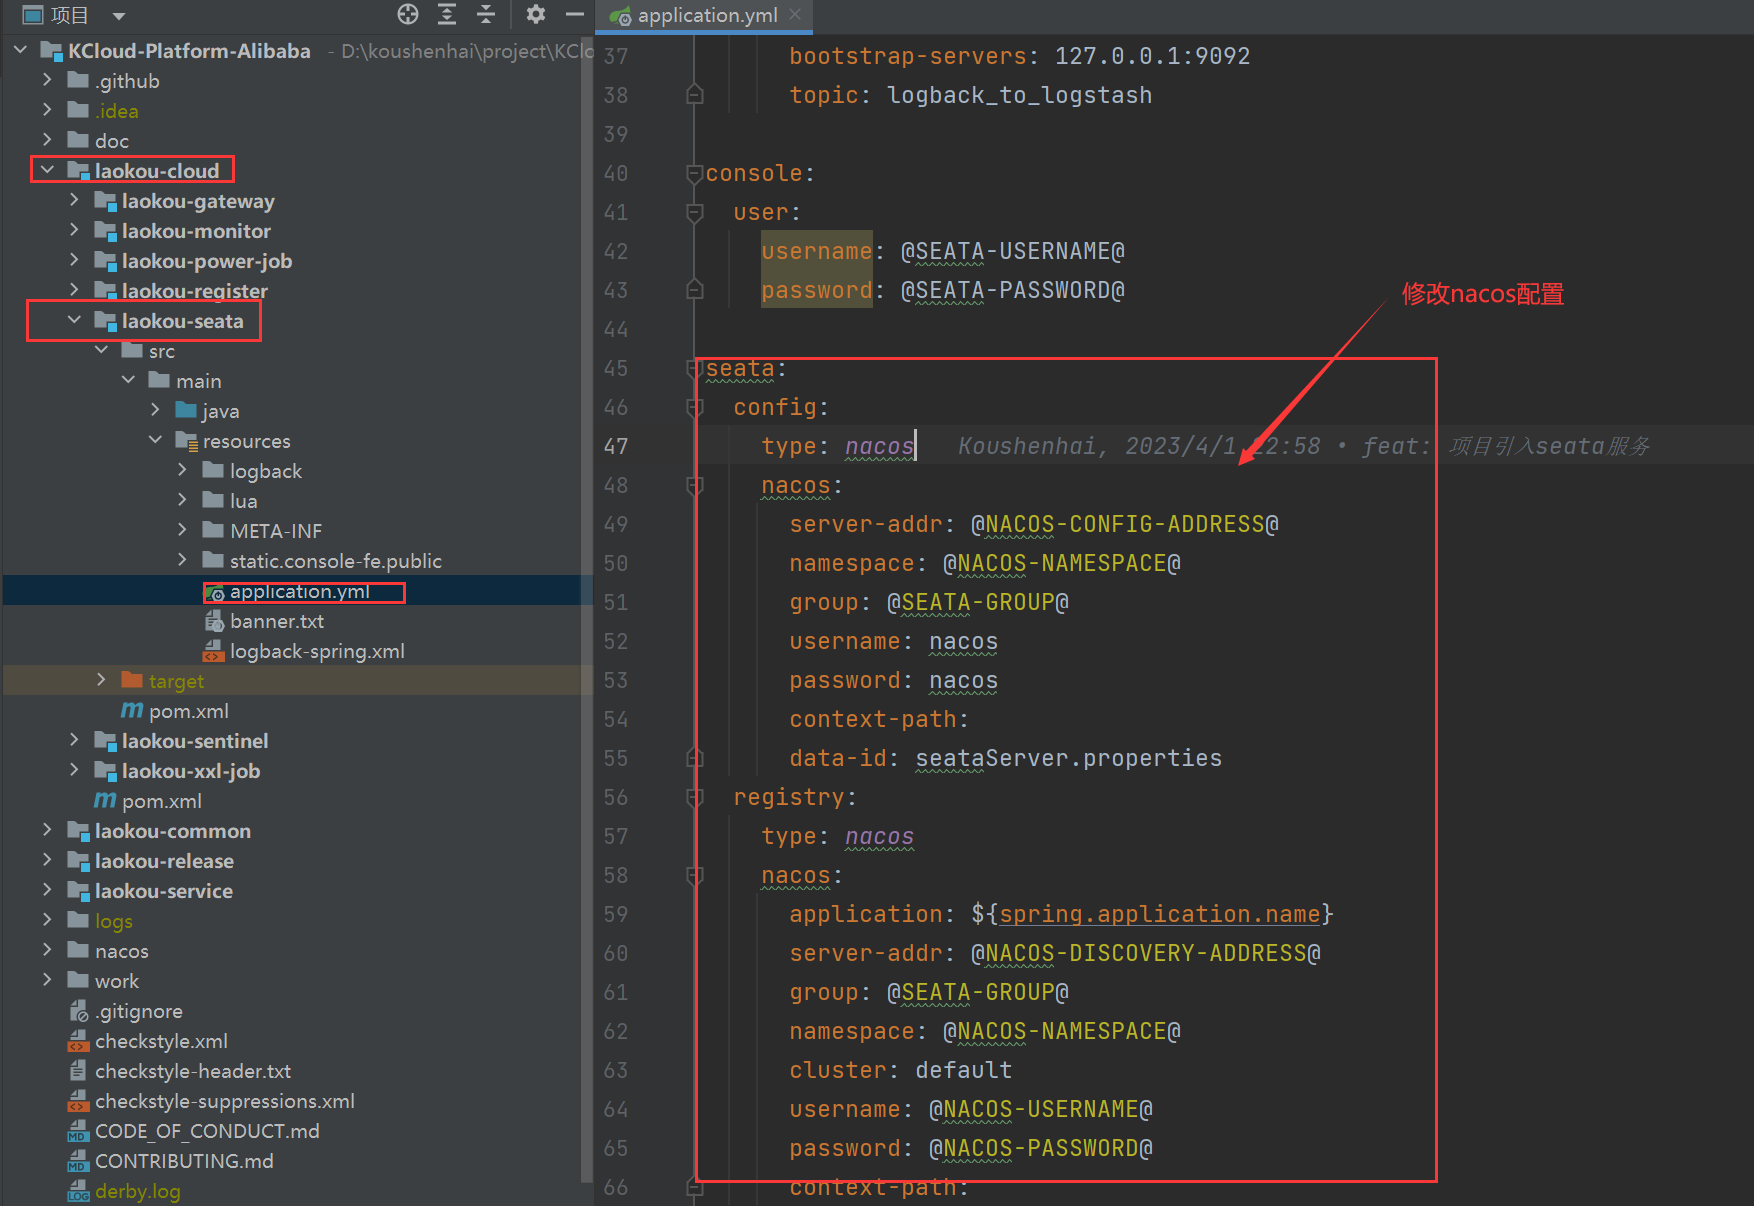 项目
application.yml
KCloud-Platform-Alibaba - D:\koushenhai\project\KClo
.github
.idea
doc
laokou-cloud
laokou-gateway
laokou-monitor
laokou-power-job
laokou-register
laokou-seata
src
main
java
resources
logback
lua
META-INF
static.console-fe.public
application.yml
banner.txt
logback-spring.xml
target
pom.xml
laokou-sentinel
laokou-xxl-job
pom.xml
laokou-common
laokou-release
laokou-service
logs
nacos
work
.gitignore
checkstyle.xml
checkstyle-header.txt
checkstyle-suppressions.xml
CODE_OF_CONDUCT.md
CONTRIBUTING.md
derby.log
37 bootstrap-servers: 127.0.0.1:9092
38 topic: logback_to_logstash
39
40 console:
41 user:
42 username: @SEATA-USERNAME@
43 password: @SEATA-PASSWORD@
44
修改nacos配置
45 seata:
46 config:
47 type: nacos Koushenhai, 2023/4/1 22:58 • feat: 项目引入seata服务
48 nacos:
49 server-addr: @NACOS-CONFIG-ADDRESS@
50 namespace: @NACOS-NAMESPACE@
51 group: @SEATA-GROUP@
52 username: nacos
53 password: nacos
54 context-path:
55 data-id: seataServer.properties
56 registry:
57 type: nacos
58 nacos:
59 application: ${spring.application.name}
60 server-addr: @NACOS-DISCOVERY-ADDRESS@
61 group: @SEATA-GROUP@
62 namespace: @NACOS-NAMESPACE@
63 cluster: default
64 username: @NACOS-USERNAME@
65 password: @NACOS-PASSWORD@
66 context-path: